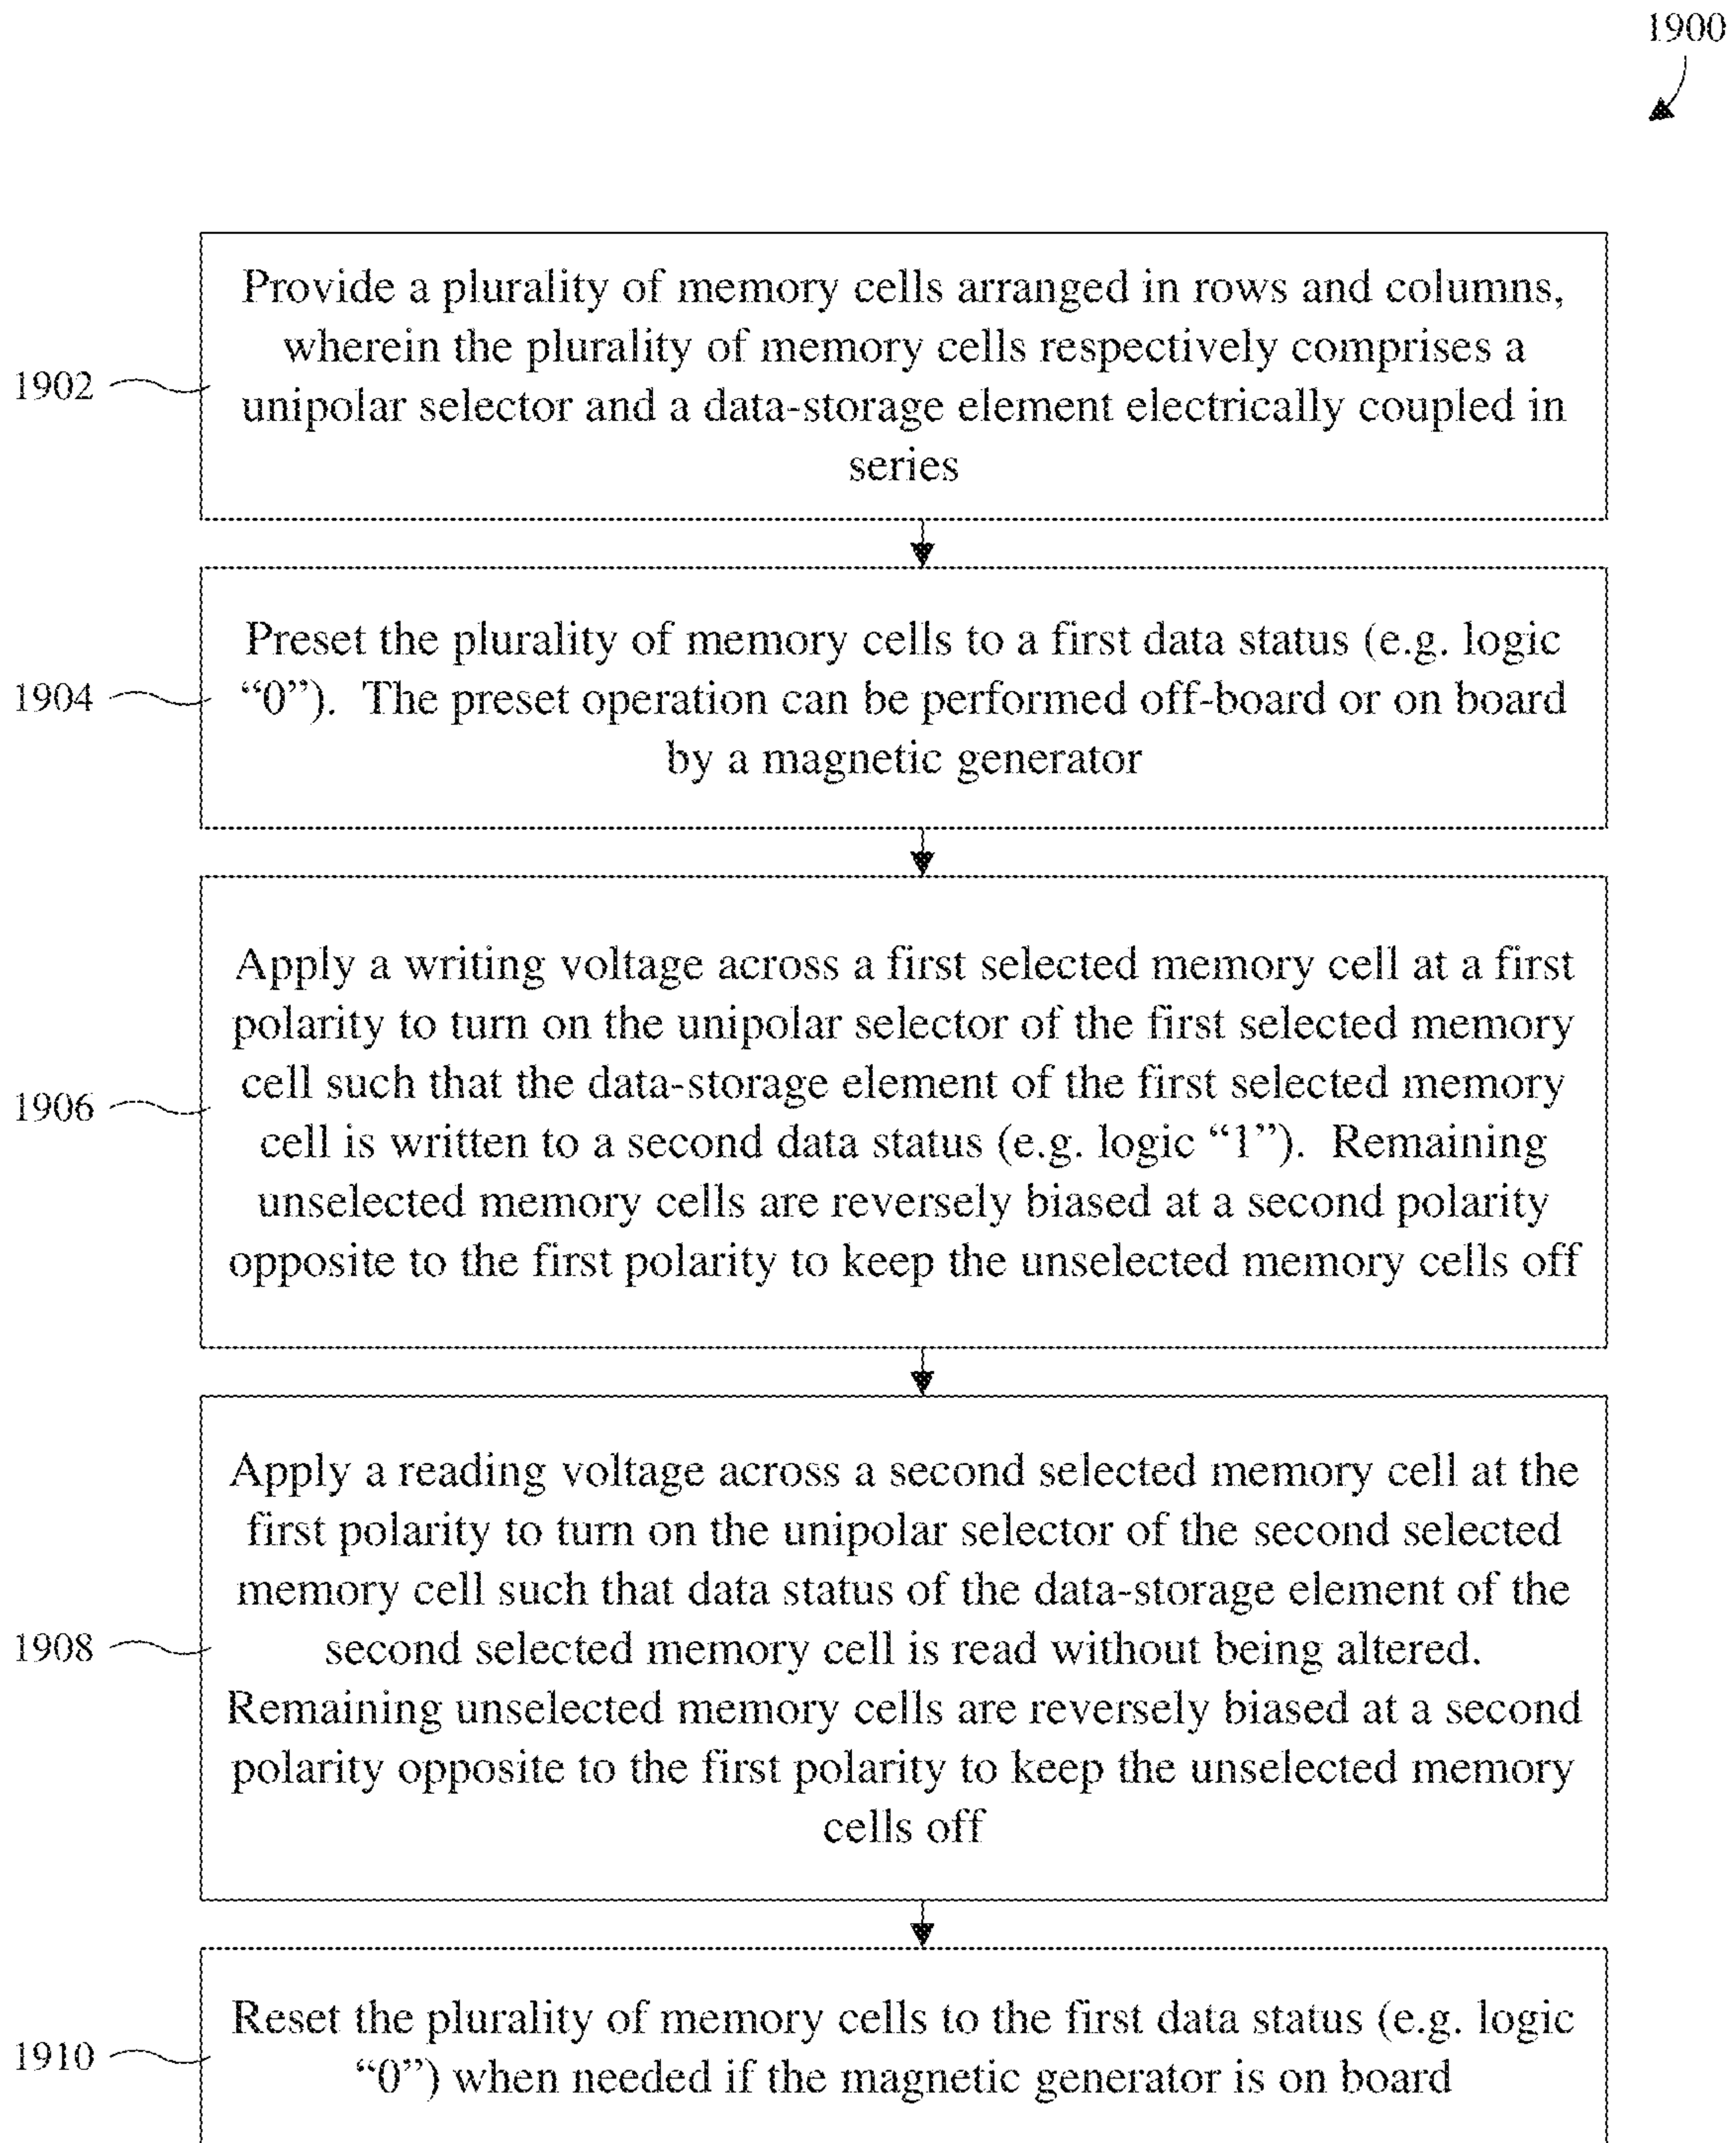 1900
Provide a plurality of memory cells arranged in rows and columns,
wherein the plurality of memory cells respectively comprises a
1902
unipolar selector and a data-storage element electrically coupled in
series
Preset the plurality of memory cells to a first data status (e.g. logic
1904
“0”).  The preset operation can be performed off-board or on board
by a magnetic generator
Apply a writing voltage across a first selected memory cell at a first
polarity to turn on the unipolar selector of the first selected memory
cell such that the data-storage element of the first selected memory
1906
cell is written to a second data status (e.g. logic “1”).  Remaining
unselected memory cells are reversely biased at a second polarity
opposite to the first polarity to keep the unselected memory cells off
Apply a reading voltage across a second selected memory cell at the
first polarity to turn on the unipolar selector of the second selected
memory cell such that data status of the data-storage element of the
1908
second selected memory cell is read without being altered.
Remaining unselected memory cells are reversely biased at a second
polarity opposite to the first polarity to keep the unselected memory
cells off
Reset the plurality of memory cells to the first data status (e.g. logic
1910
“0”) when needed if the magnetic generator is on board